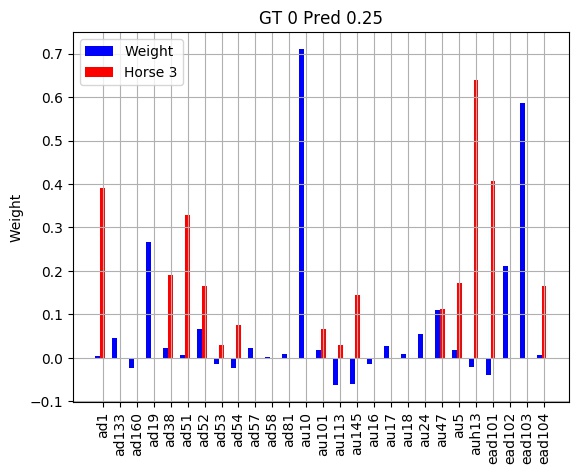 GT 0 Pred 0.25
Weight
Horse 3
0.7
0.6
0.5
0.4
0.3
0.2
0.1
0.0
−0.1
Weight
ad1
ad133
ad160
ad19
ad38
ad51
ad52
ad53
ad54
ad57
ad58
ad81
au10
au101
au113
au145
au16
au17
au18
au24
au47
au5
auh13
ead101
ead102
ead103
ead104